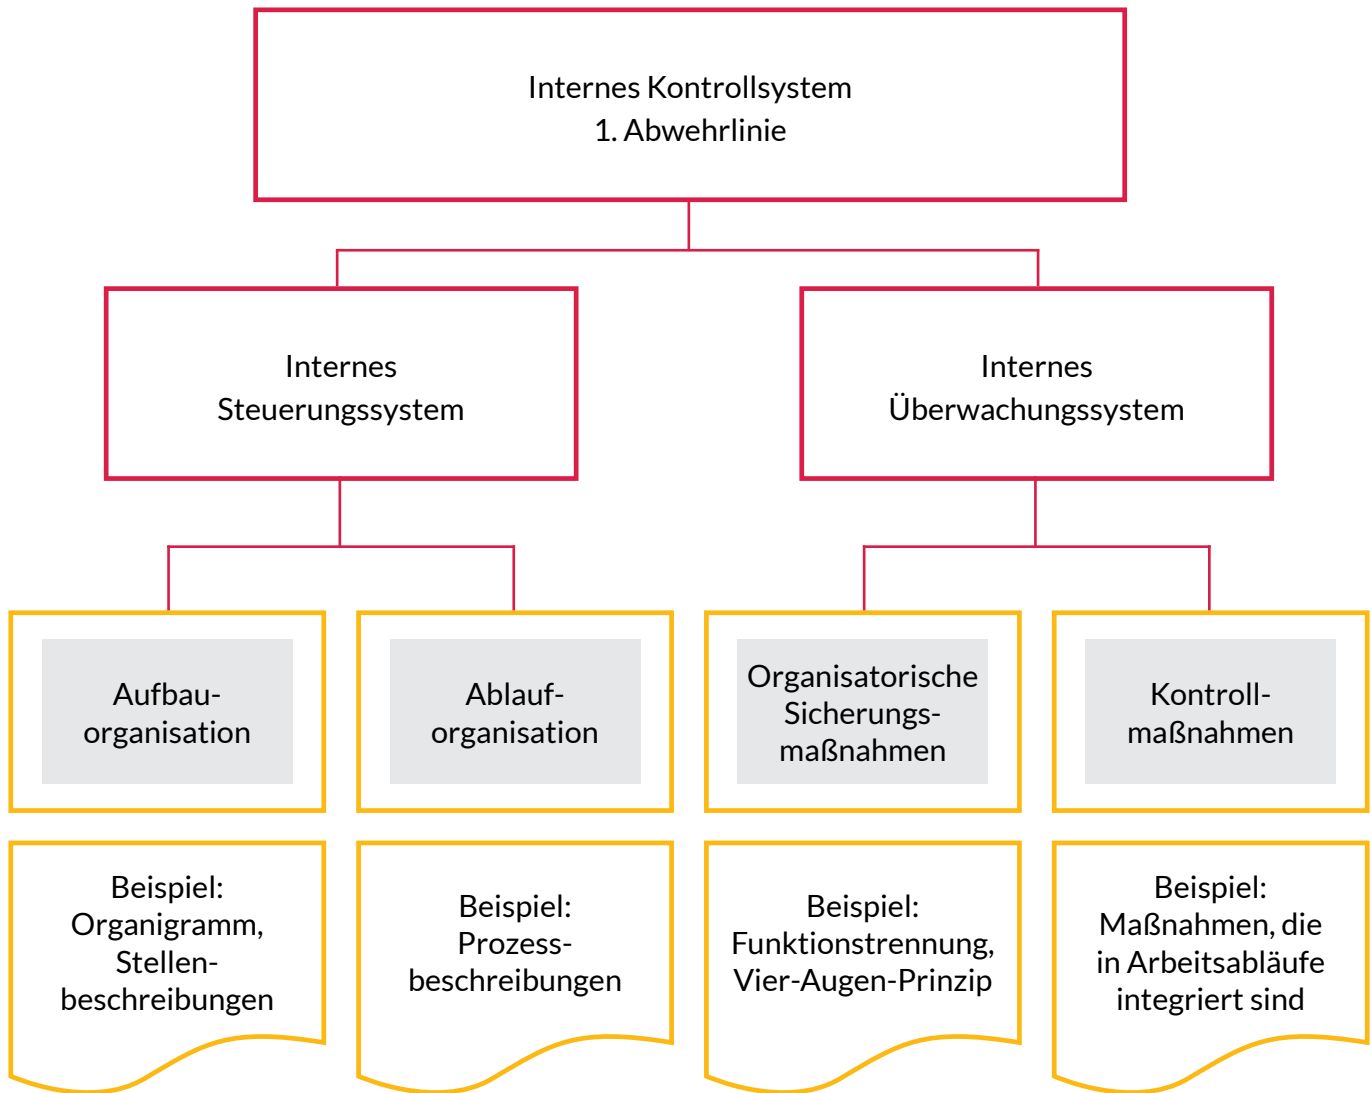 Internes Kontrollsystem
1. Abwehrlinie
Internes
Steuerungssystem
Internes
Überwachungssystem
Aufbau-
organisation
Ablauf-
organisation
Organisatorische
Sicherungs-
maßnahmen
Kontroll-
maßnahmen
Beispiel:
Organigramm,
Stellen-
beschreibungen
Beispiel:
Prozess-
beschreibungen
Beispiel:
Funktionstrennung,
Vier-Augen-Prinzip
Beispiel:
Maßnahmen, die
in Arbeitsabläufe
integriert sind